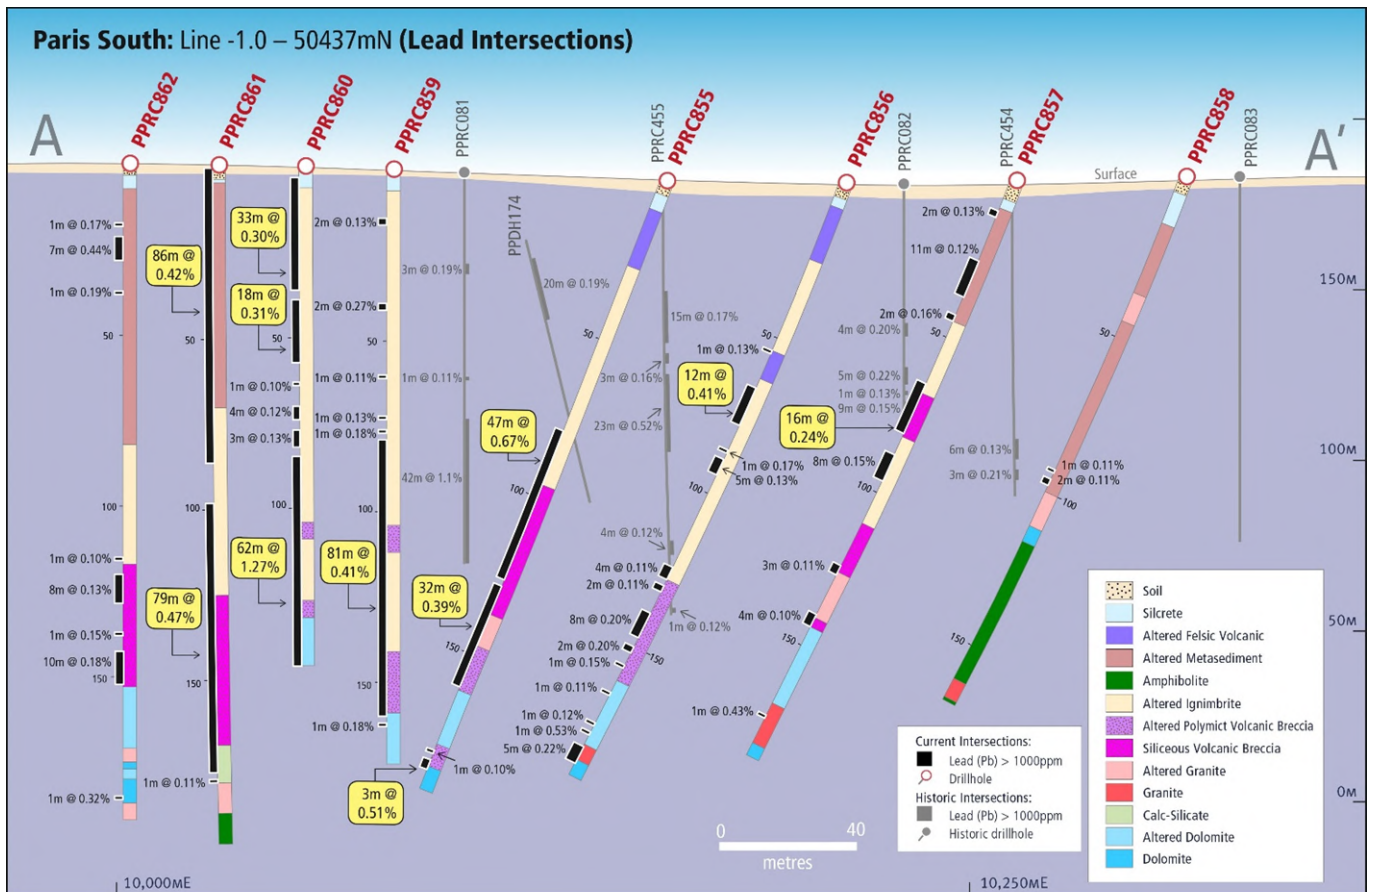 Paris South: Line -1.0 – 50437mN (Lead Intersections)
A
A'
PPRC862
PPRC861
PPRC860
PPRC859
PPRC081
PPRC455
PPRC855
PPRC856
PPRC082
PPRC454
PPRC857
PPRC858
PPRC083
PPDH174
Surface
1m @ 0.17%
7m @ 0.44%
1m @ 0.19%
50
100
1m @ 0.10%
8m @ 0.13%
1m @ 0.15%
10m @ 0.18%
150
1m @ 0.32%
86m @
0.42%
50
100
79m @
0.47%
150
1m @ 0.11%
33m @
0.30%
18m @
0.31%
50
1m @ 0.10%
4m @ 0.12%
3m @ 0.13%
100
62m @
1.27%
2m @ 0.13%
2m @ 0.27%
50
1m @ 0.11%
1m @ 0.13%
1m @ 0.18%
100
81m @
0.41%
150
1m @ 0.18%
3m @ 0.19%
1m @ 0.11%
42m @ 1.1%
20m @ 0.19%
50
47m @
0.67%
100
32m @
0.39%
150
1m @ 0.10%
3m @
0.51%
15m @ 0.17%
3m @ 0.16%
23m @ 0.52%
4m @ 0.12%
1m @ 0.12%
50
1m @ 0.13%
12m @
0.41%
1m @ 0.17%
5m @ 0.13%
100
4m @ 0.11%
2m @ 0.11%
8m @ 0.20%
2m @ 0.20%
150
1m @ 0.15%
1m @ 0.11%
1m @ 0.12%
1m @ 0.53%
5m @ 0.22%
4m @ 0.20%
5m @ 0.22%
1m @ 0.13%
9m @ 0.15%
2m @ 0.13%
11m @ 0.12%
2m @ 0.16%
50
16m @
0.24%
8m @ 0.15%
100
3m @ 0.11%
4m @ 0.10%
150
1m @ 0.43%
6m @ 0.13%
3m @ 0.21%
50
1m @ 0.11%
2m @ 0.11%
100
150
150M
100M
50M
0M
Soil
Silcrete
Altered Felsic Volcanic
Altered Metasediment
Amphibolite
Altered Ignimbrite
Altered Polymict Volcanic Breccia
Siliceous Volcanic Breccia
Altered Granite
Granite
Calc-Silicate
Altered Dolomite
Dolomite
Current Intersections:
Lead (Pb) > 1000ppm
Drillhole
Historic Intersections:
Lead (Pb) > 1000ppm
Historic drillhole
0 40
metres
10,000ME
10,250ME